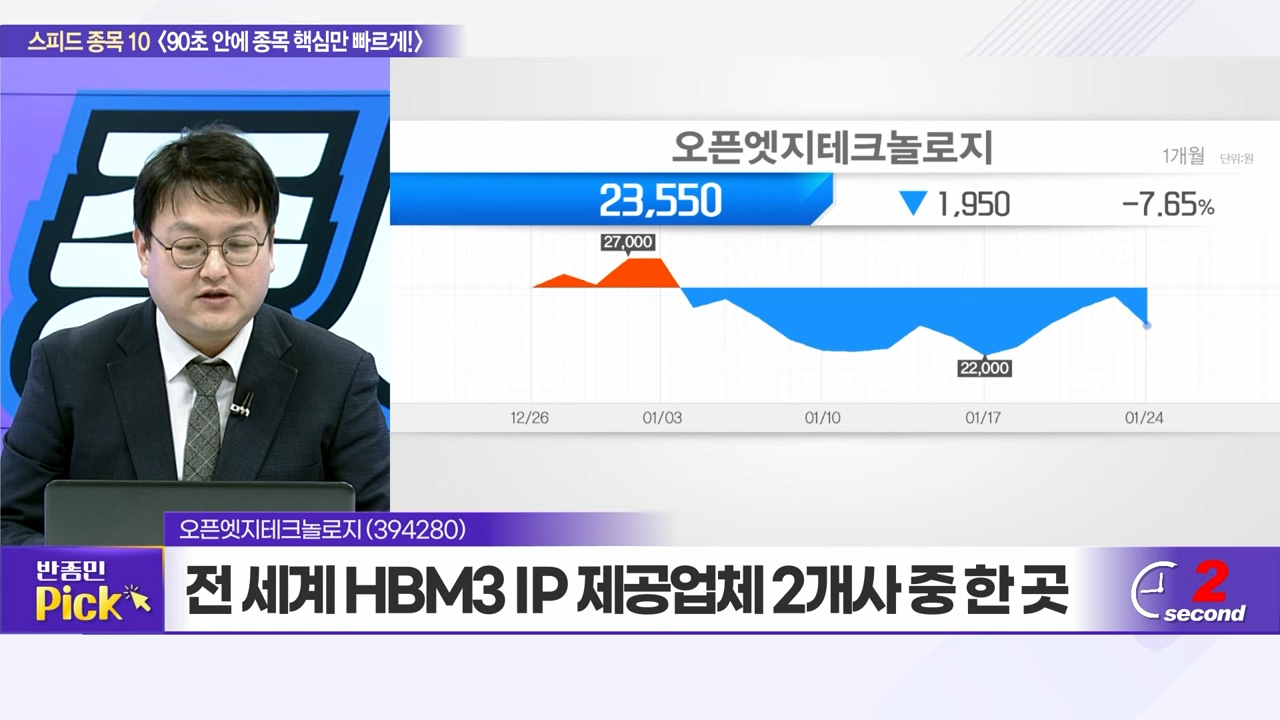 스피드 종목 10 〈90초 안에 종목 핵심만 빠르게!〉
오픈엣지테크놀로지
1개월 단위:원
23,550 ▼ 1,950 -7.65%
27,000
22,000
12/26 01/03 01/10 01/17 01/24
오픈엣지테크놀로지 (394280)
반종민
Pick
전 세계 HBM3 IP 제공업체 2개사 중 한 곳
2
second